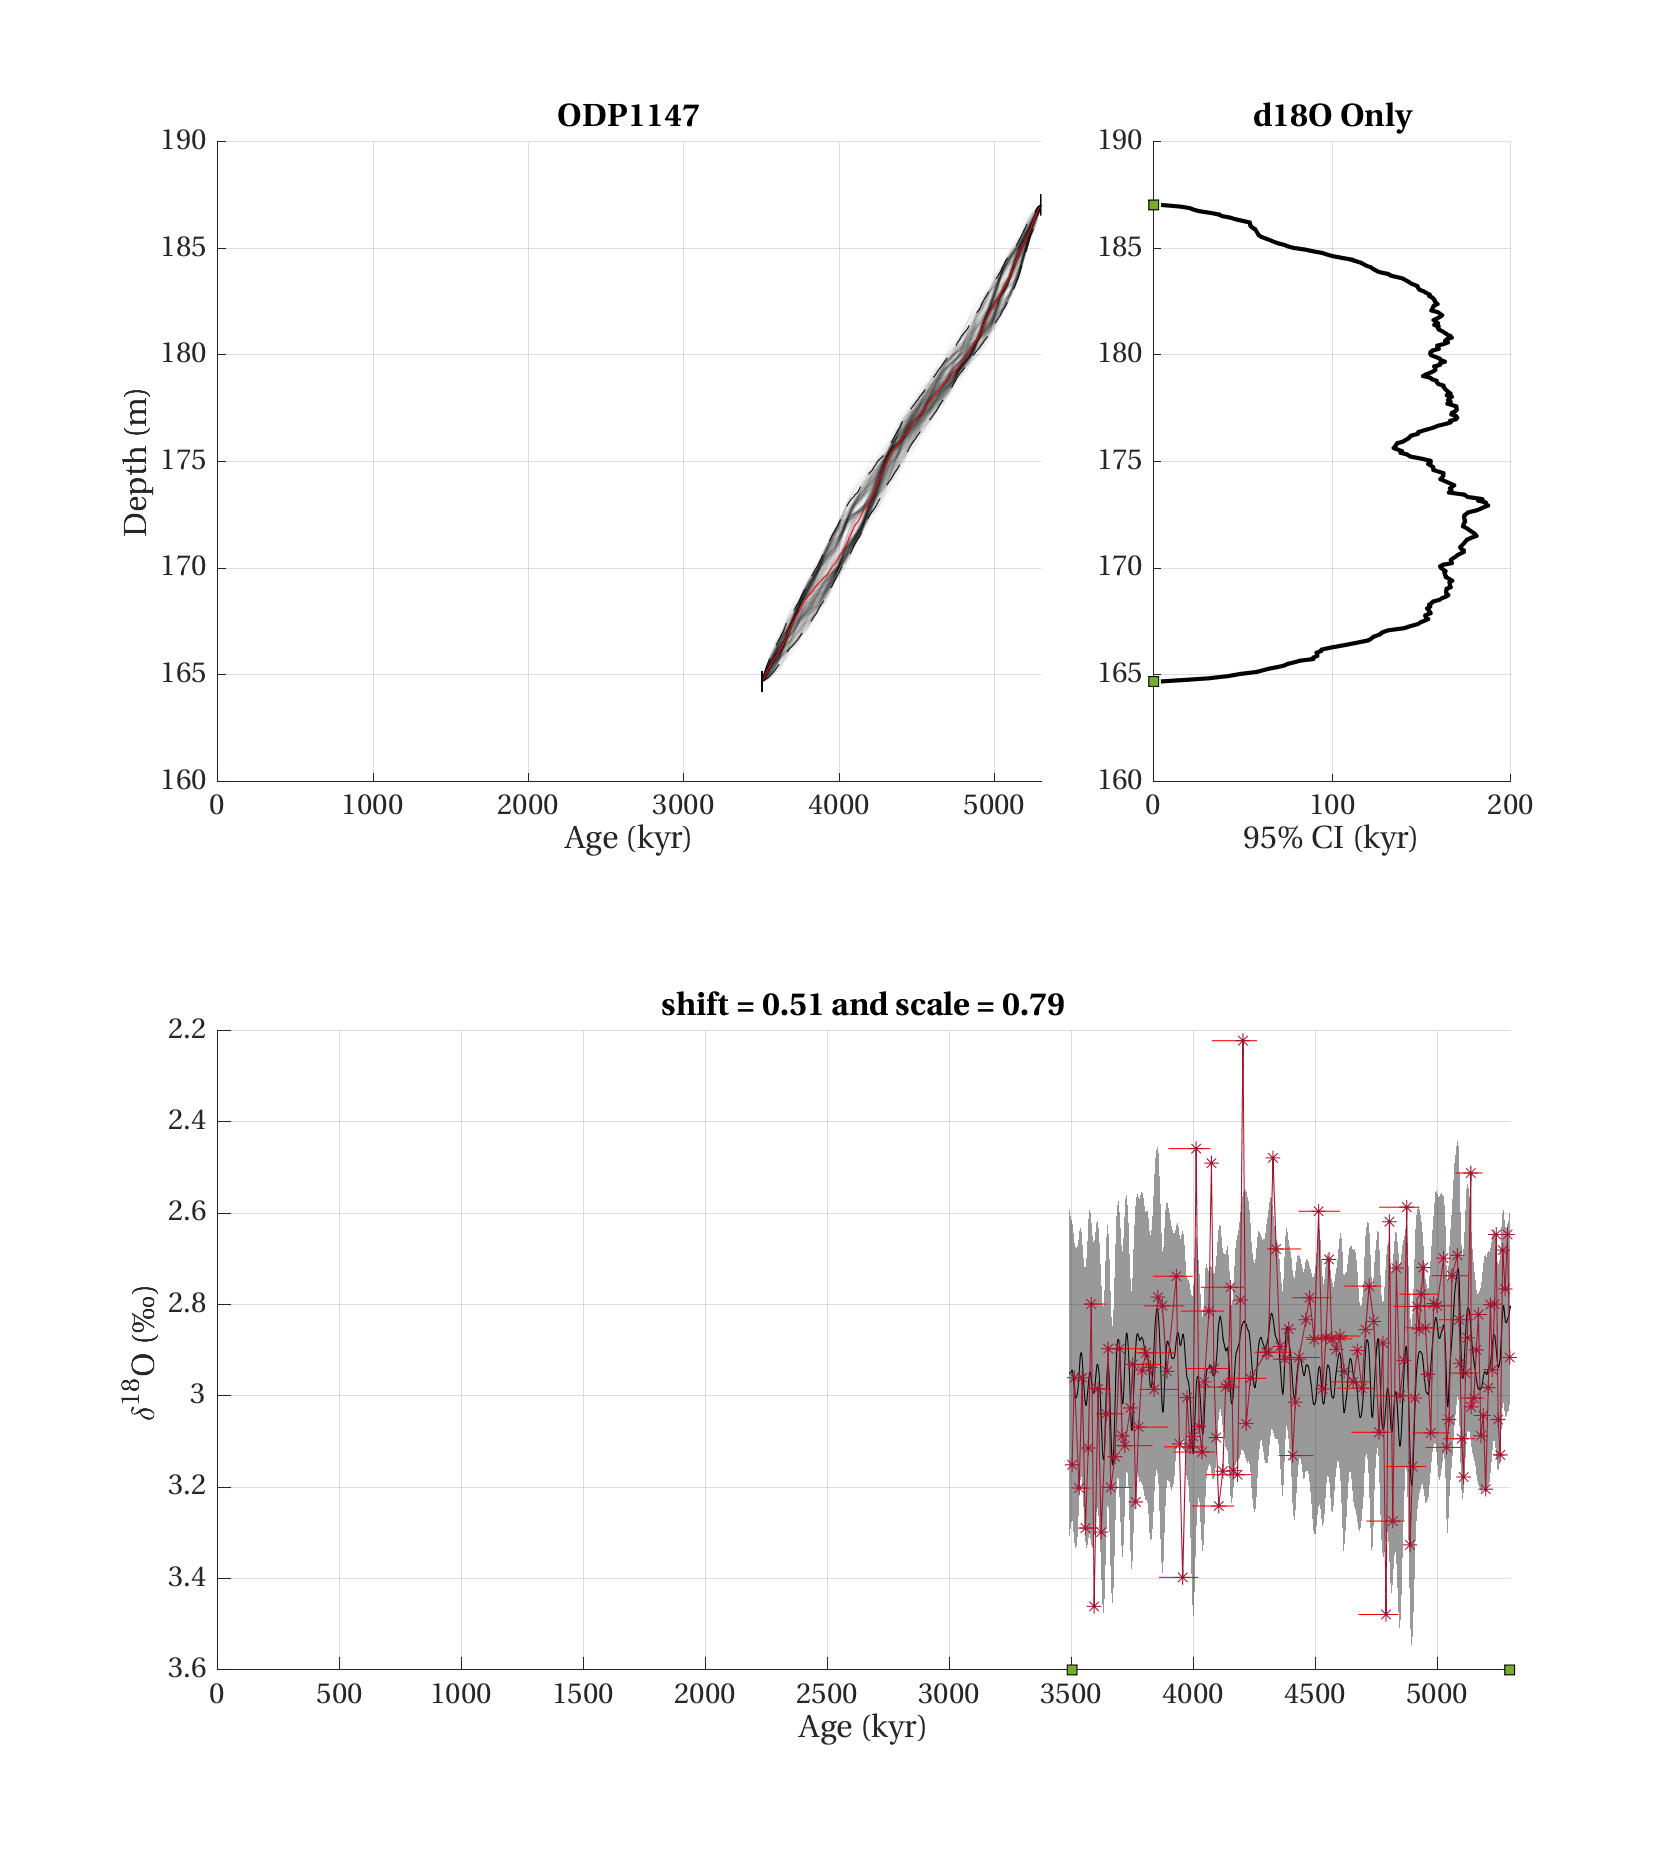 ODP1147
d18O Only
190
185
180
175
170
165
160
Depth (m)
0 1000 2000 3000 4000 5000
Age (kyr)
190
185
180
175
170
165
160
0 100 200
95% CI (kyr)
shift = 0.51 and scale = 0.79
2.2
2.4
2.6
2.8
3
3.2
3.4
3.6
δ18O (‰)
0 500 1000 1500 2000 2500 3000 3500 4000 4500 5000
Age (kyr)